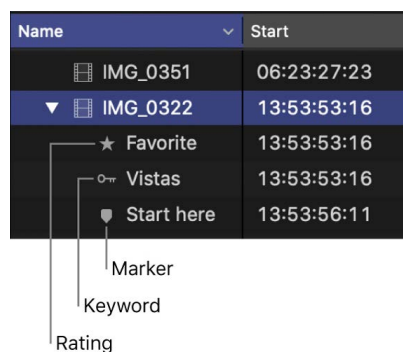 Name Start
IMG_0351 06:23:27:23
IMG_0322 13:53:53:16
Favorite 13:53:53:16
Vistas 13:53:53:16
Start here 13:53:56:11
Marker
Keyword
Rating